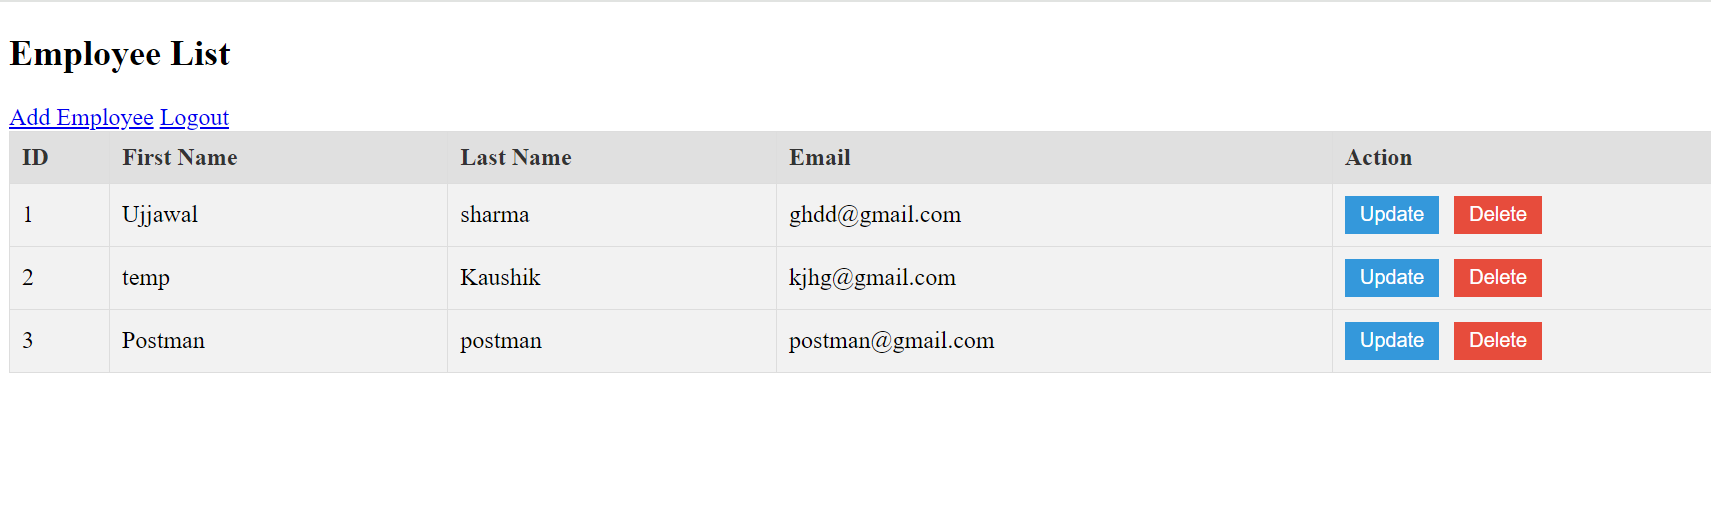 Employee List
Add Employee Logout
ID First Name Last Name Email Action
1 Ujjawal sharma ghdd@gmail.com Update Delete
2 temp Kaushik kjhg@gmail.com Update Delete
3 Postman postman postman@gmail.com Update Delete